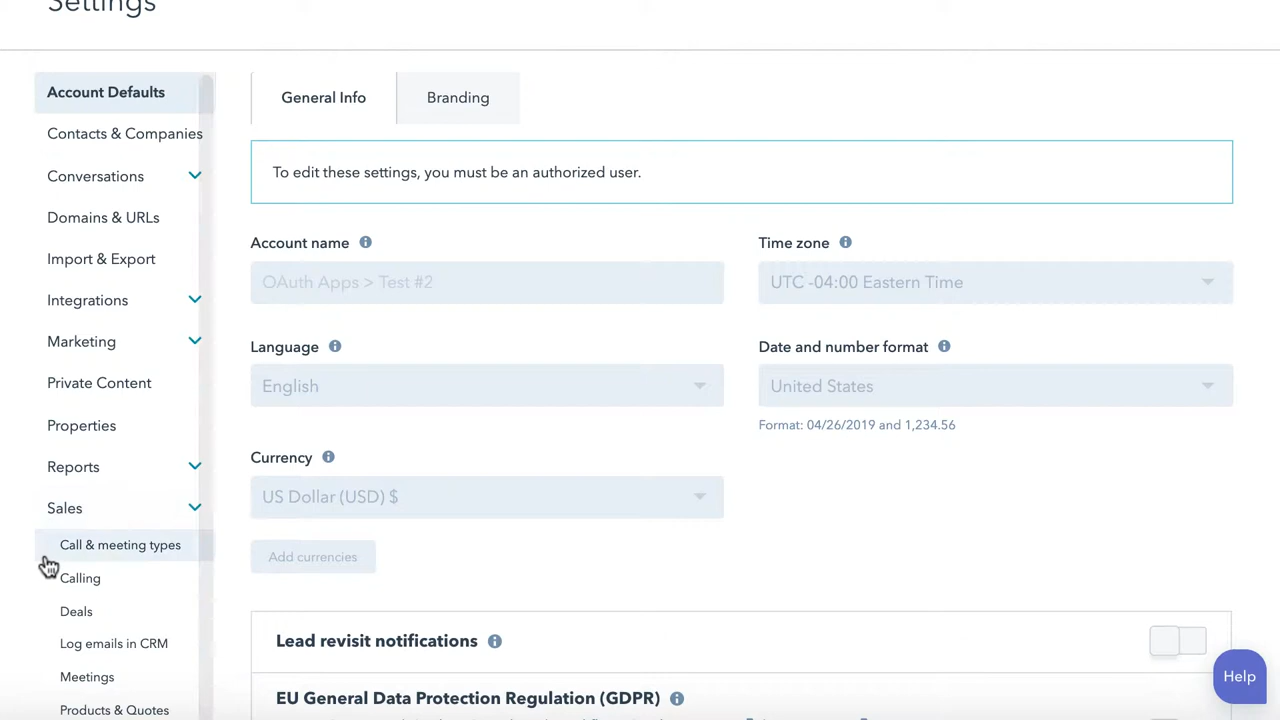 Settings
Account Defaults
Contacts & Companies
Conversations
Domains & URLs
Import & Export
Integrations
Marketing
Private Content
Properties
Reports
Sales
Call & meeting types
Calling
Deals
Log emails in CRM
Meetings
Products & Quotes
General Info
Branding
To edit these settings, you must be an authorized user.
Account name
OAuth Apps > Test #2
Time zone
UTC -04:00 Eastern Time
Language
English
Date and number format
United States
Format: 04/26/2019 and 1,234.56
Currency
US Dollar (USD) $
Add currencies
Lead revisit notifications
EU General Data Protection Regulation (GDPR)
Help